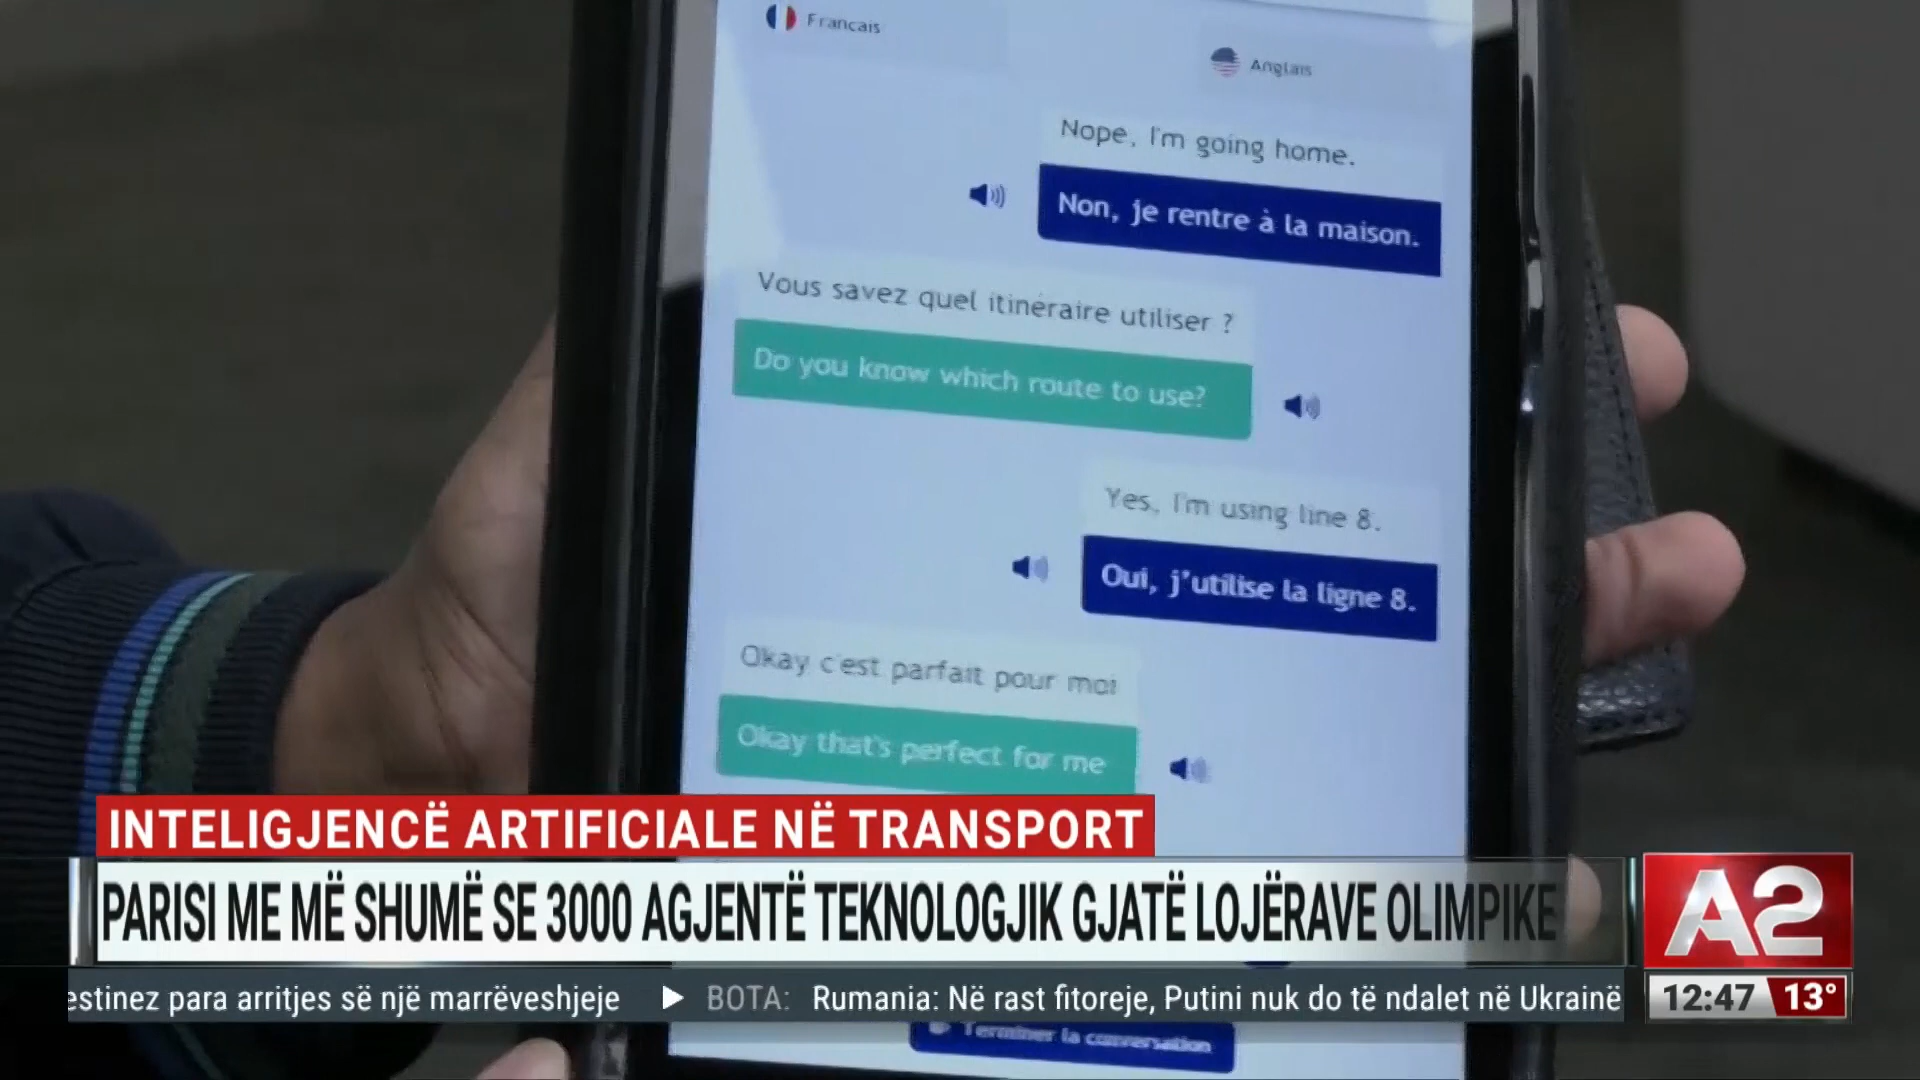 Francais
Anglais
Nope, I'm going home.
Non, je rentre à la maison.
Vous savez quel itinéraire utiliser ?
Do you know which route to use?
Yes, I'm using line 8.
Oui, j'utilise la ligne 8.
Okay c'est parfait pour moi
Okay that's perfect for me
INTELIGJENCË ARTIFICIALE NË TRANSPORT
PARISI ME MË SHUMË SE 3000 AGJENTË TEKNOLOGJIK GJATË LOJËRAVE OLIMPIKE
A2
estinez para arritjes së një marrëveshjeje ▶ BOTA: Rumania: Në rast fitoreje, Putini nuk do të ndalet në Ukrainë
12:47 13°
Terminer la conversation